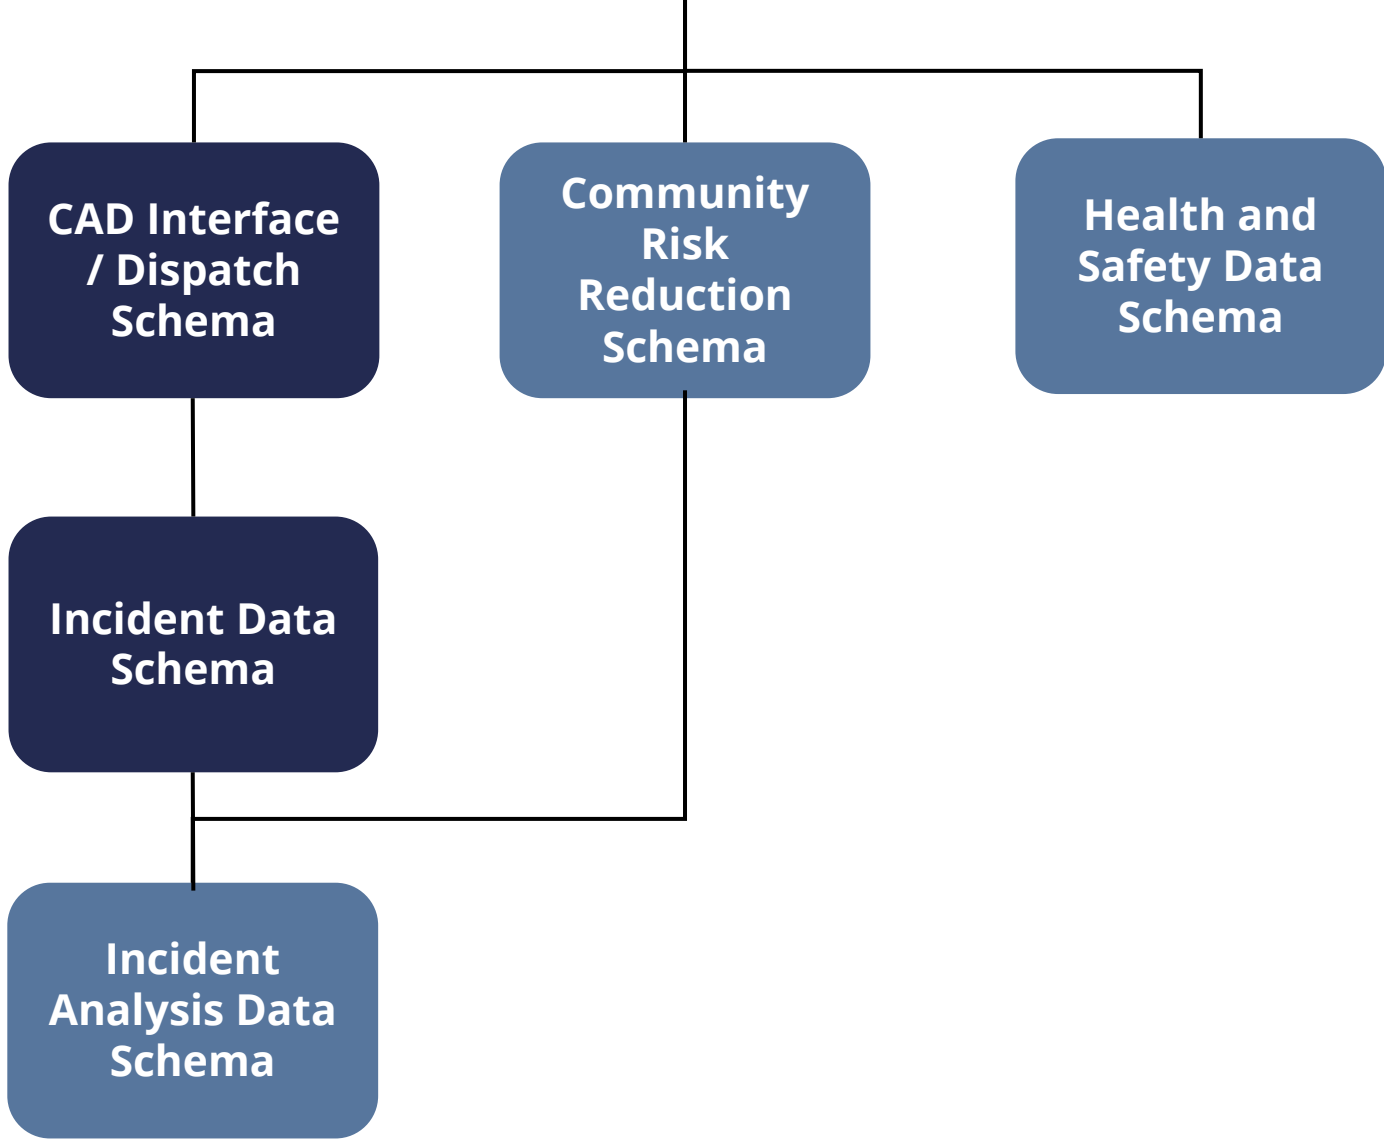 CAD Interface
/ Dispatch
Schema
Community
Risk
Reduction
Schema
Health and
Safety Data
Schema
Incident Data
Schema
Incident
Analysis Data
Schema